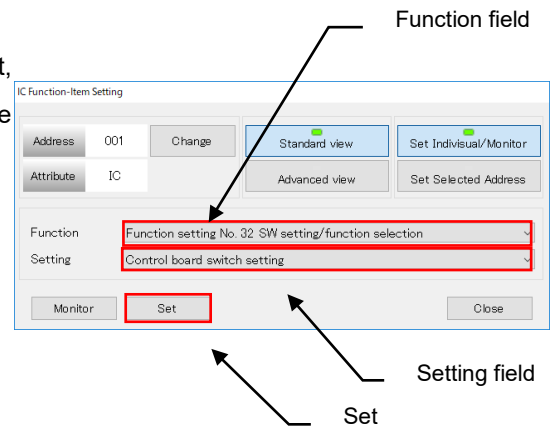 Function field
t,
e
IC Function-Item Setting
Address 001 Change Standard view Set Indivisual/Monitor
Attribute IC Advanced view Set Selected Address
Function Function setting No. 32 SW setting/function selection
Setting Control board switch setting
Monitor Set Close
Setting field
Set